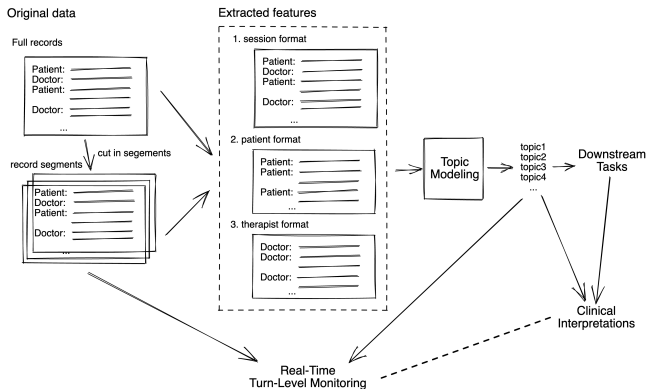 Original data
Extracted features
Full records
Patient:
Doctor:
Patient:
Doctor:
...
cut in segements
record segments
Patient:
Doctor:
Patient:
Doctor:
...
1. session format
Patient:
Doctor:
Patient:
Doctor:
...
2. patient format
Patient:
Patient:
...
3. therapist format
Doctor:
Doctor:
Doctor:
...
Topic
Modeling
topic1
topic2
topic3
topic4
...
Downstream
Tasks
Clinical
Interpretations
Real-Time
Turn-Level Monitoring